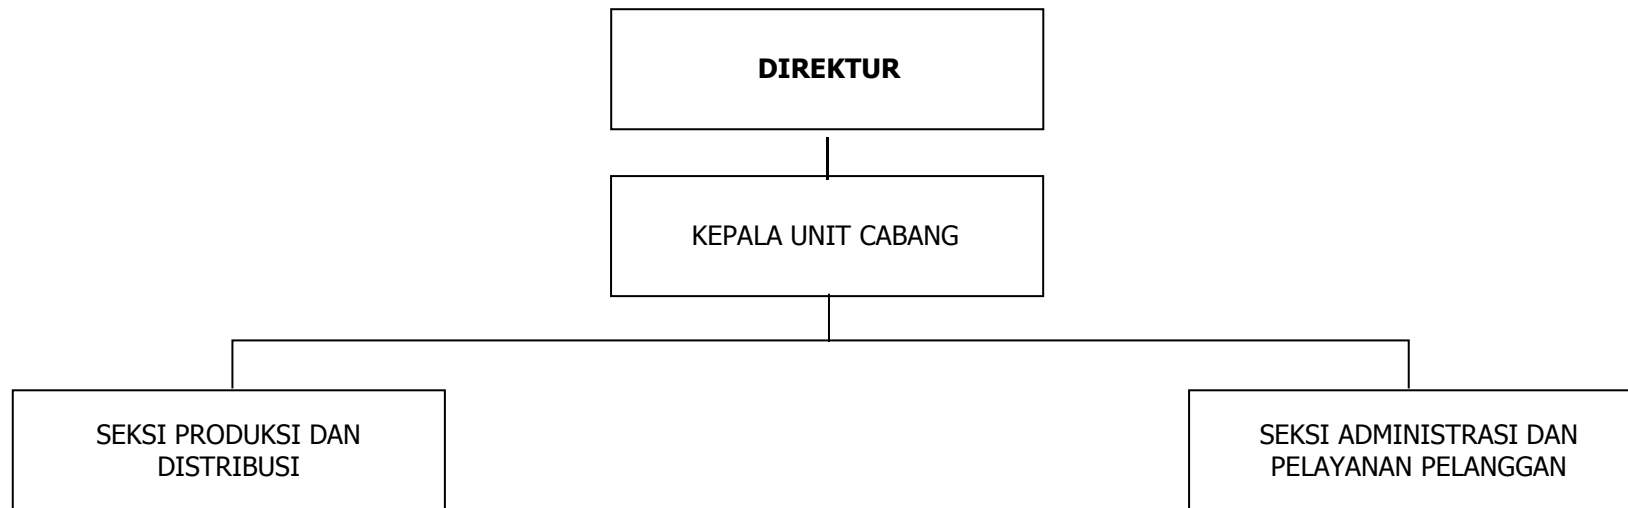 DIREKTUR
KEPALA UNIT CABANG
SEKSI PRODUKSI DAN
DISTRIBUSI
SEKSI ADMINISTRASI DAN
PELAYANAN PELANGGAN